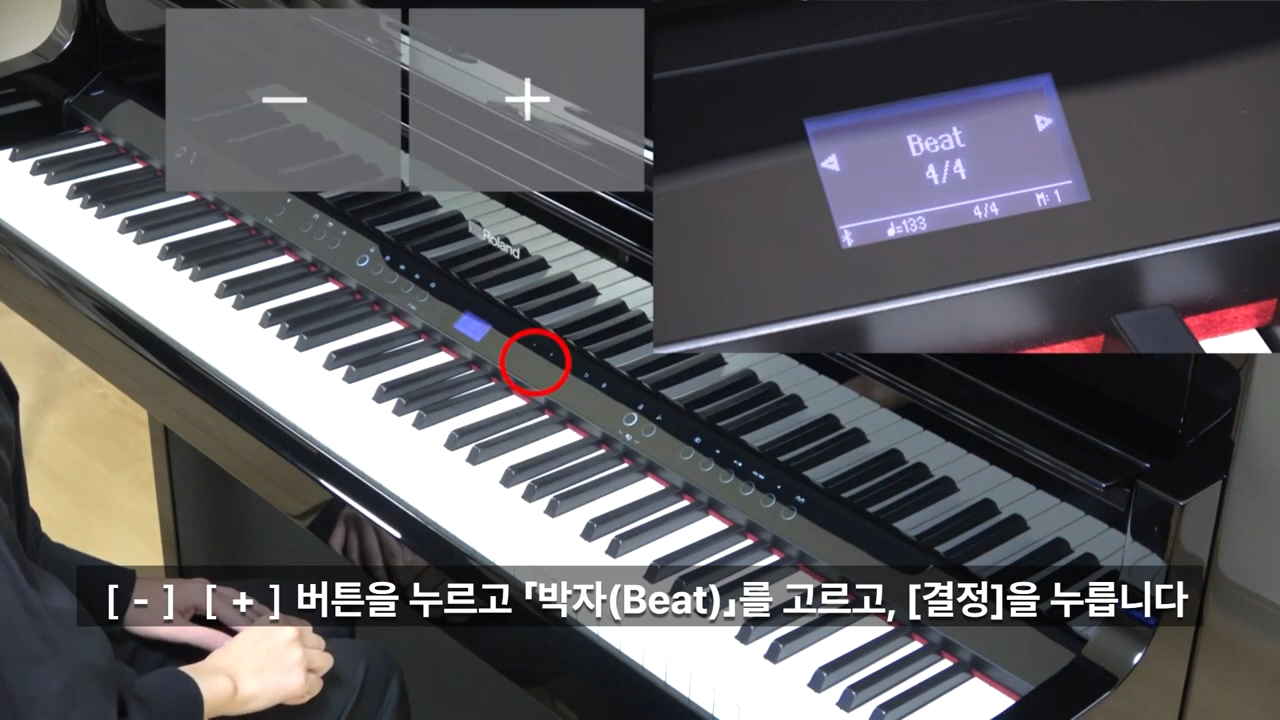 − +
Beat
4/4
♩=133 4/4 M: 1
Roland
[ - ] [ + ] 버튼을 누르고 「박자(Beat)」를 고르고, [결정]을 누릅니다